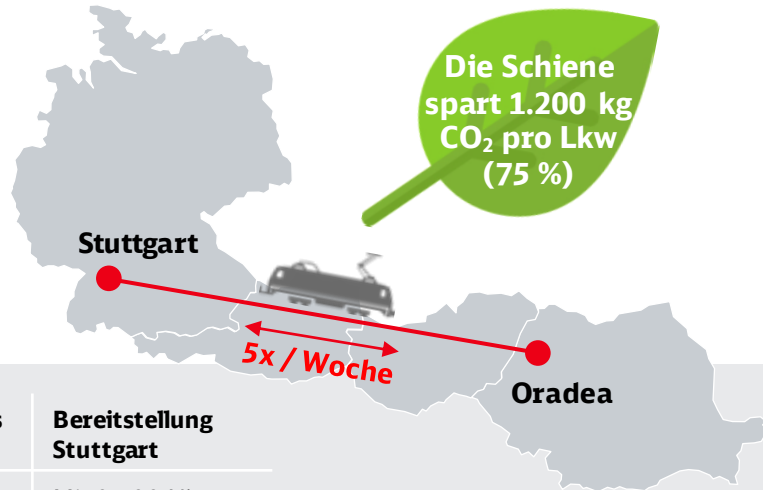 Die Schiene
spart 1.200 kg
CO₂ pro Lkw
(75 %)
Stuttgart
5x / Woche
Oradea
Bereitstellung
Stuttgart